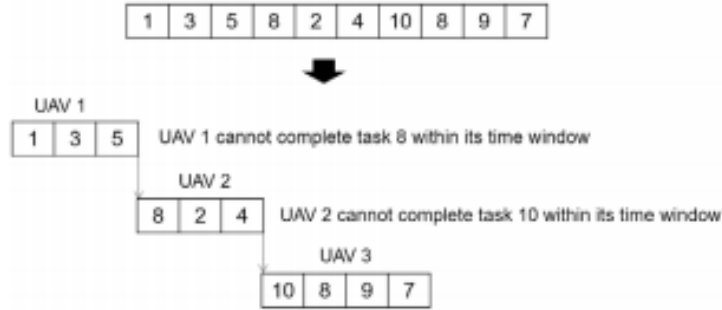 1 3 5 8 2 4 10 8 9 7
UAV 1
1 3 5 UAV 1 cannot complete task 8 within its time window
UAV 2
8 2 4 UAV 2 cannot complete task 10 within its time window
UAV 3
10 8 9 7